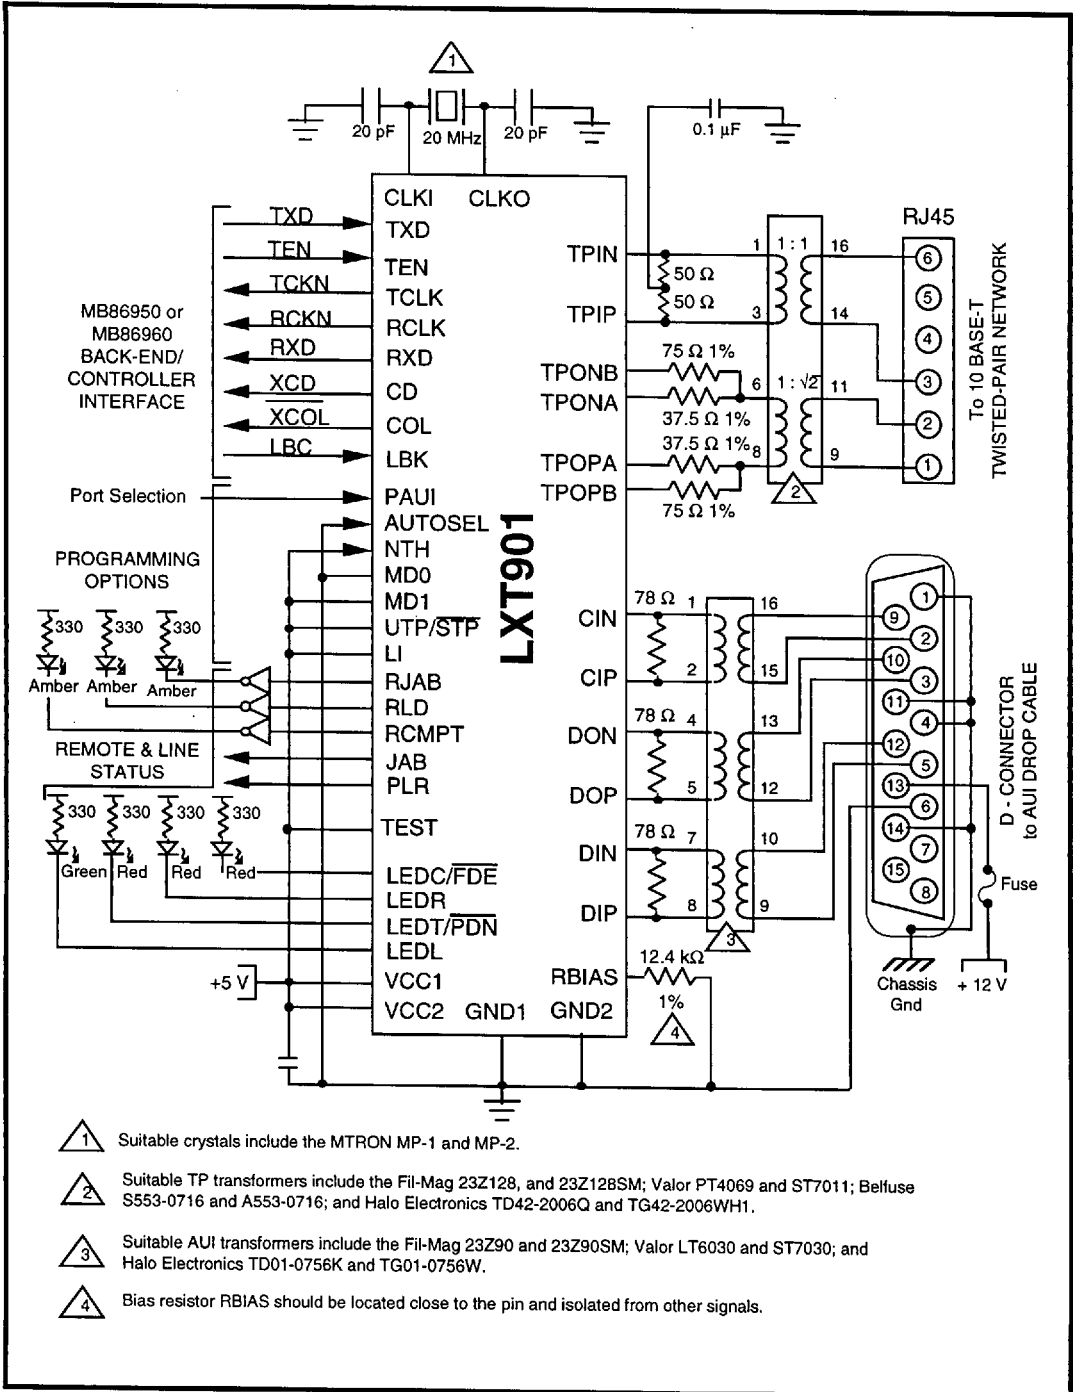 1
20 pF
20 MHz
20 pF
0.1 µF
CLKI
CLKO
TXD
TEN
TCKN
RCKN
RXD
XCD
XCOL
LBC
MB86950 or
MB86960
BACK-END/
CONTROLLER
INTERFACE
Port Selection
PROGRAMMING
OPTIONS
330
330
330
Amber
Amber
Amber
REMOTE & LINE
STATUS
330
330
330
330
Green
Red
Red
Red
+5 V
TXD
TEN
TCLK
RCLK
RXD
CD
COL
LBK
PAUI
AUTOSEL
NTH
MD0
MD1
UTP/STP
LI
RJAB
RLD
RCMPT
JAB
PLR
TEST
LEDC/FDE
LEDR
LEDT/PDN
LEDL
VCC1
VCC2
GND1
GND2
LXT901
TPIN
TPIP
TPONB
TPONA
TPOPA
TPOPB
CIN
CIP
DON
DOP
DIN
DIP
RBIAS
50 Ω
50 Ω
75 Ω 1%
37.5 Ω 1%
37.5 Ω 1%
75 Ω 1%
1
1 : 1
16
3
14
6
1 : √2
11
8
9
2
RJ45
6
5
4
3
2
1
To 10 BASE-T
TWISTED-PAIR NETWORK
78 Ω
1
16
2
15
78 Ω
4
13
5
12
78 Ω
7
10
8
9
3
12.4 kΩ
1%
4
1
9
2
10
3
11
4
12
5
13
6
14
7
15
8
D - CONNECTOR
to AUI DROP CABLE
Fuse
Chassis
Gnd
+ 12 V
1 Suitable crystals include the MTRON MP-1 and MP-2.
2 Suitable TP transformers include the Fil-Mag 23Z128, and 23Z128SM; Valor PT4069 and ST7011; Belfuse
S553-0716 and A553-0716; and Halo Electronics TD42-2006Q and TG42-2006WH1.
3 Suitable AUI transformers include the Fil-Mag 23Z90 and 23Z90SM; Valor LT6030 and ST7030; and
Halo Electronics TD01-0756K and TG01-0756W.
4 Bias resistor RBIAS should be located close to the pin and isolated from other signals.